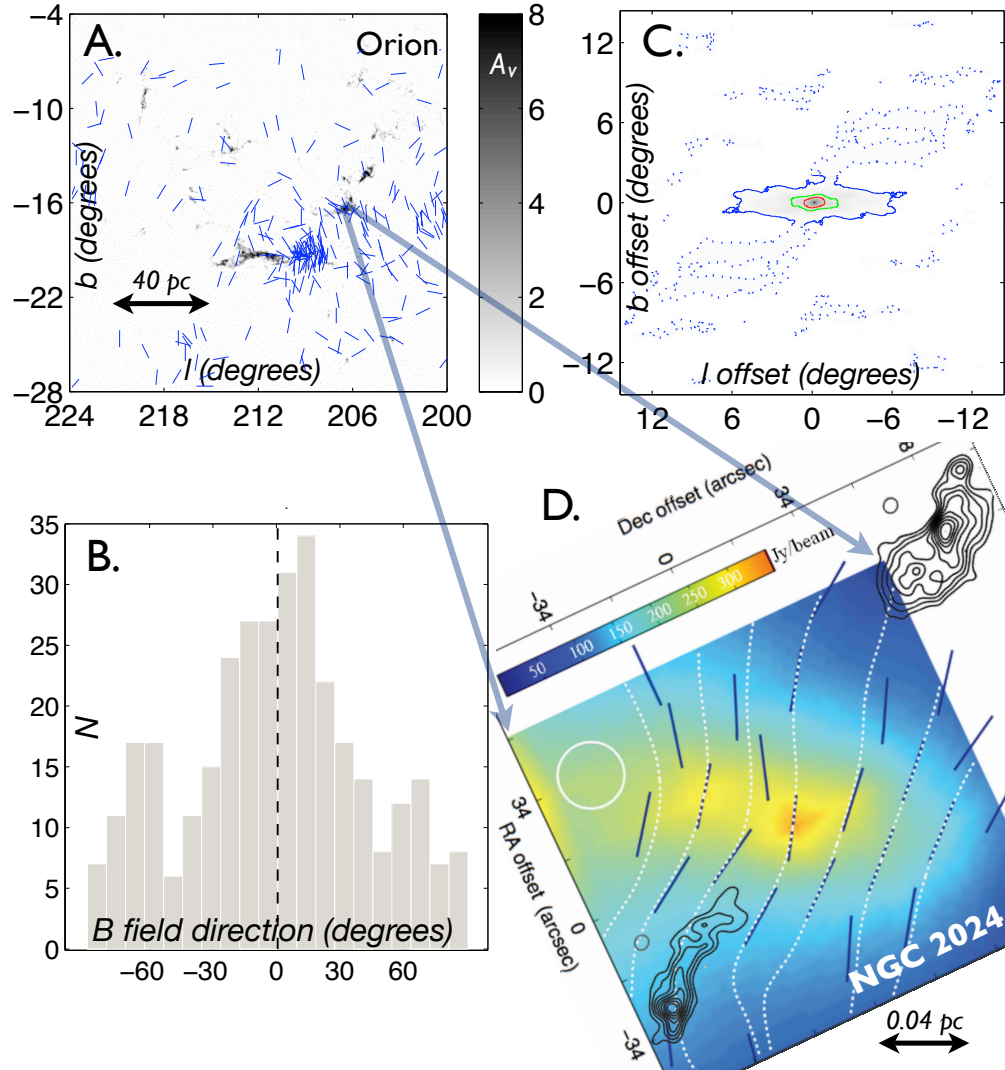 A.
Orion
−4
−10
−16
−22
−28
b (degrees)
40 pc
l (degrees)
224 218 212 206 200
8
Av
6
4
2
0
C.
12
6
0
−6
−12
b offset (degrees)
l offset (degrees)
12 6 0 −6 −12
B.
35
30
25
20
15
10
5
0
N
B field direction (degrees)
−60 −30 0 30 60
D.
Dec offset (arcsec)
−34 0 34
Jy/beam
50 100 150 200 250 300
34
0
−34
RA offset (arcsec)
NGC 2024
0.04 pc